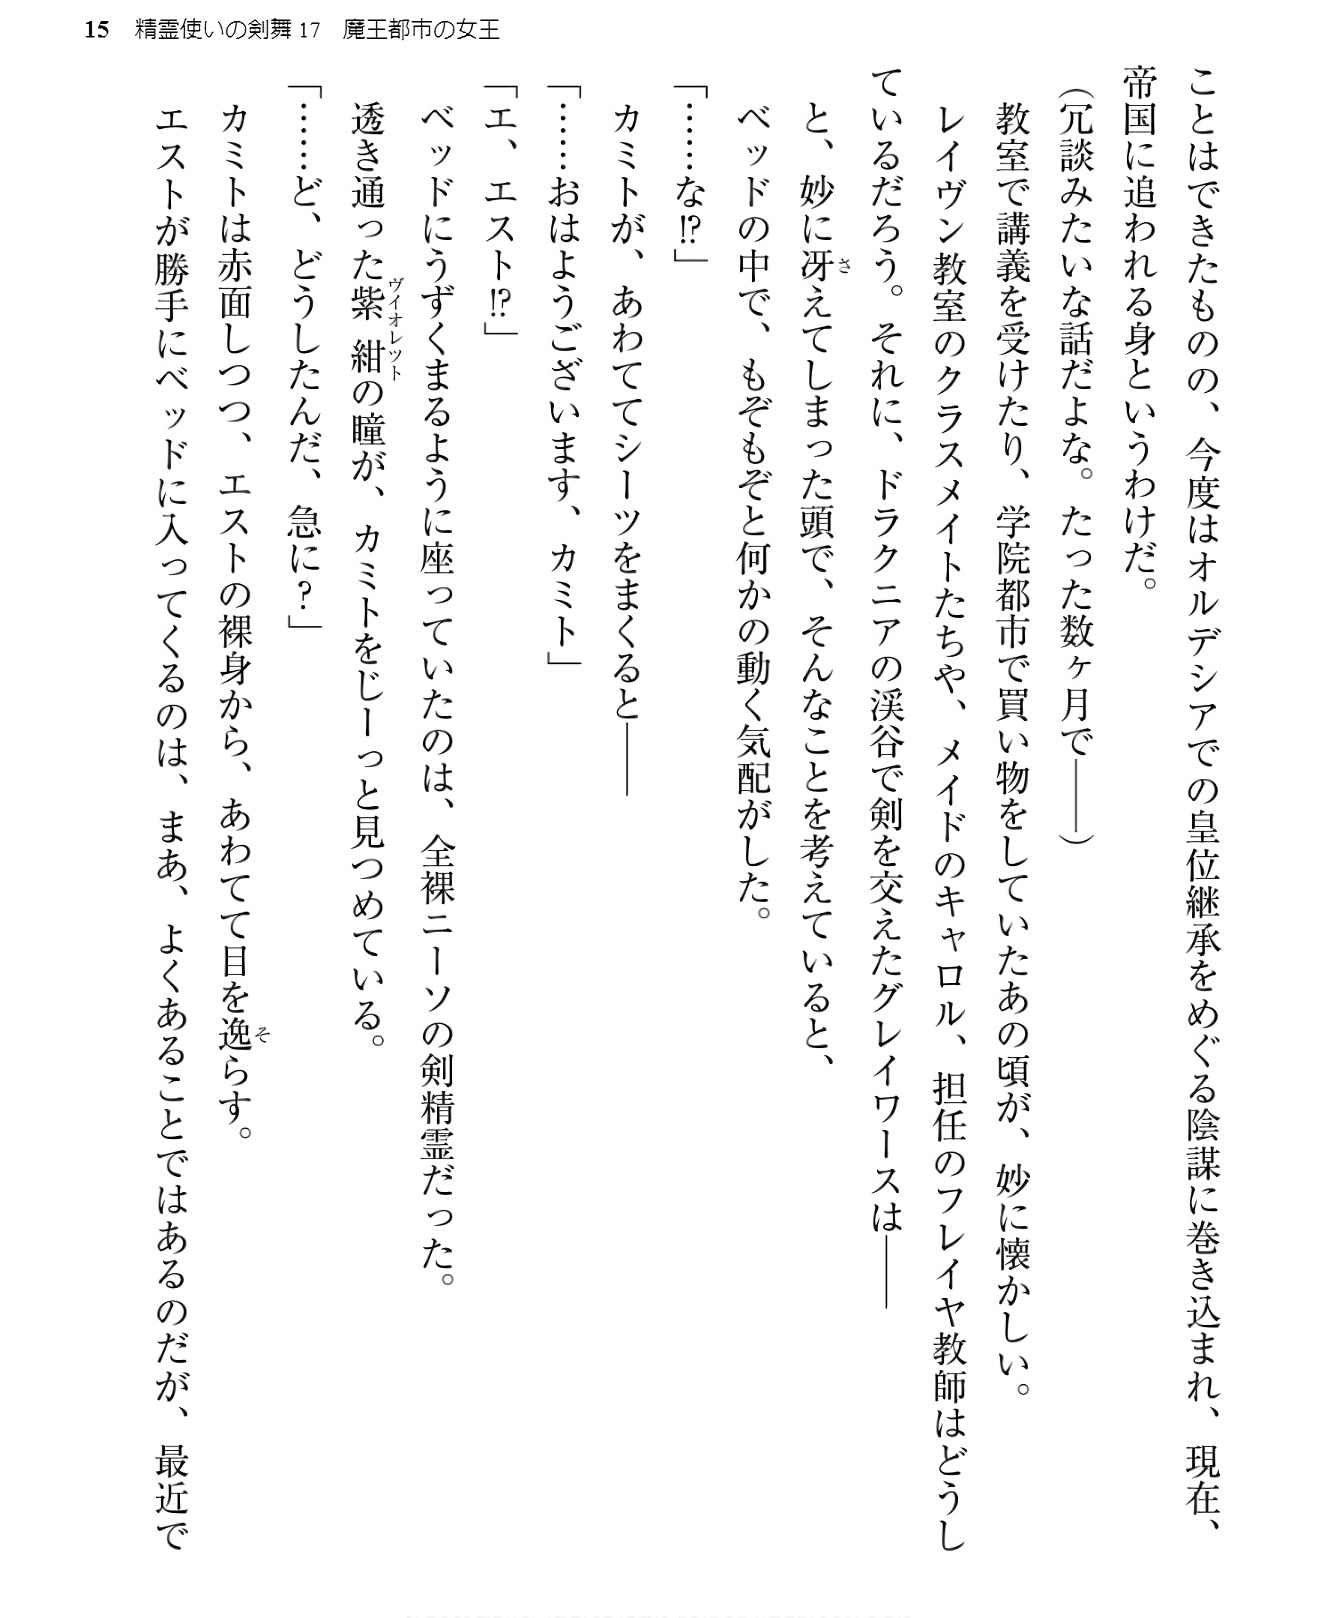 15 精霊使いの剣舞17 魔王都市の女王
ことはできたものの、今度はオルデシアでの皇位継承をめぐる陰謀に巻き込まれ、現在、
帝国に追われる身というわけだ。
（冗談みたいな話だよな。たった数ヶ月で――）
教室で講義を受けたり、学院都市で買い物をしていたあの頃が、妙に懐かしい。
レイヴン教室のクラスメイトたちや、メイドのキャロル、担任のフレイヤ教師はどうし
ているだろう。それに、ドラクニアの渓谷で剣を交えたグレイワースは――
と、妙に冴えてしまった頭で、そんなことを考えていると、
さ
ベッドの中で、もぞもぞと何かの動く気配がした。
「……な!?」
カミトが、あわててシーツをまくると――
「……おはようございます、カミト」
「エ、エスト!?」
ベッドにうずくまるように座っていたのは、全裸ニーソの剣精霊だった。
透き通った紫紺の瞳が、カミトをじーっと見つめている。
ヴイオレツト
「……ど、どうしたんだ、急に?」
カミトは赤面しつつ、エストの裸身から、あわてて目を逸らす。
そ
エストが勝手にベッドに入ってくるのは、まあ、よくあることではあるのだが、最近で